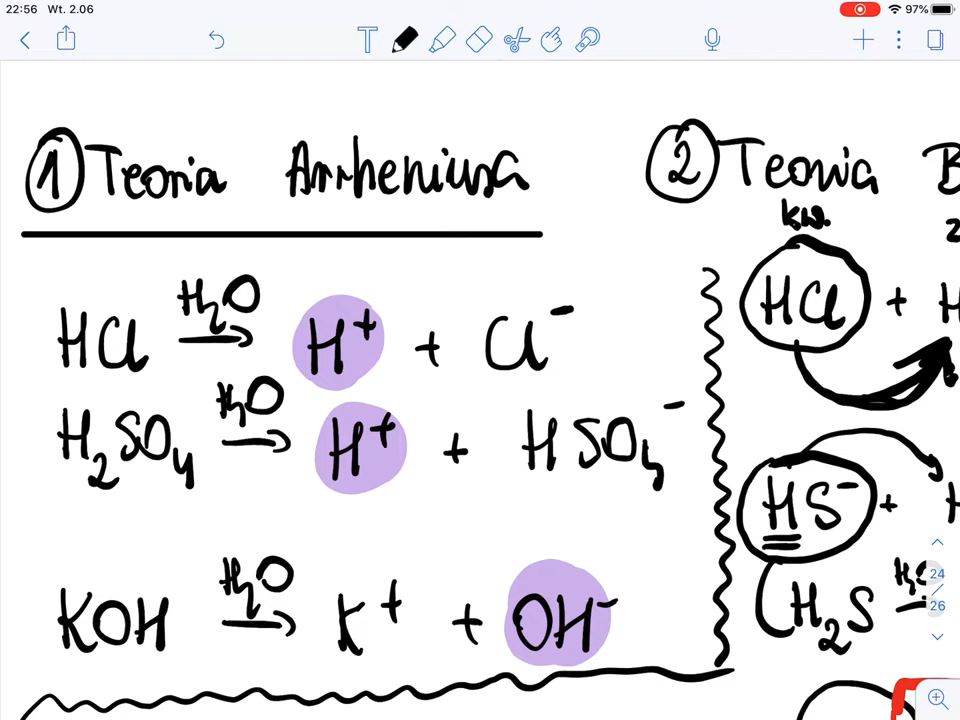 22:56 Wt. 2.06
97%
① Teoria Arrheniusa
HCl H₂O → H⁺ + Cl⁻
H₂SO₄ H₂O → H⁺ + HSO₄⁻
KOH H₂O → K⁺ + OH⁻
② Teoria B
kw.
HCl + H
HS⁻ +
H₂S
24
/
26